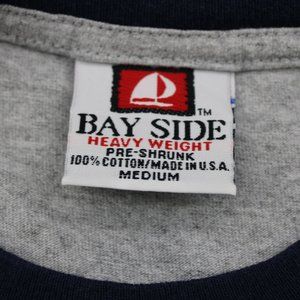 TM
BAY SIDE
HEAVY WEIGHT
PRE-SHRUNK
100% COTTON/MADE IN U.S.A.
MEDIUM